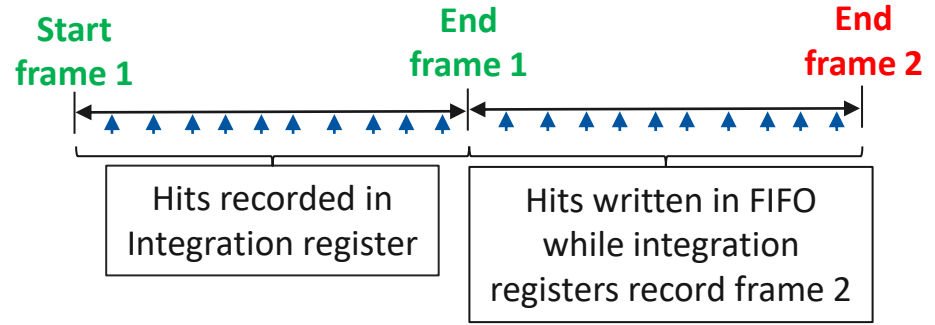 Start
frame 1
End
frame 1
End
frame 2
Hits recorded in
Integration register
Hits written in FIFO
while integration
registers record frame 2